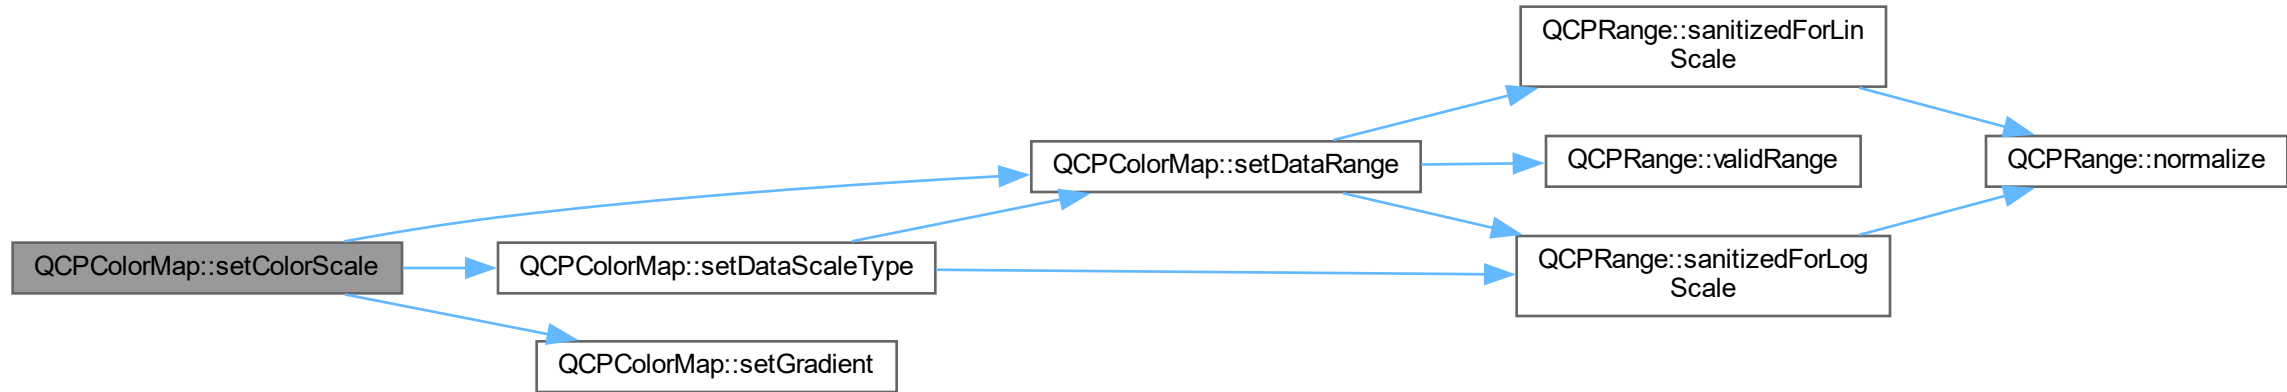 QCPColorMap::setColorScale
QCPColorMap::setDataScaleType
QCPColorMap::setGradient
QCPColorMap::setDataRange
QCPRange::sanitizedForLin
Scale
QCPRange::validRange
QCPRange::sanitizedForLog
Scale
QCPRange::normalize